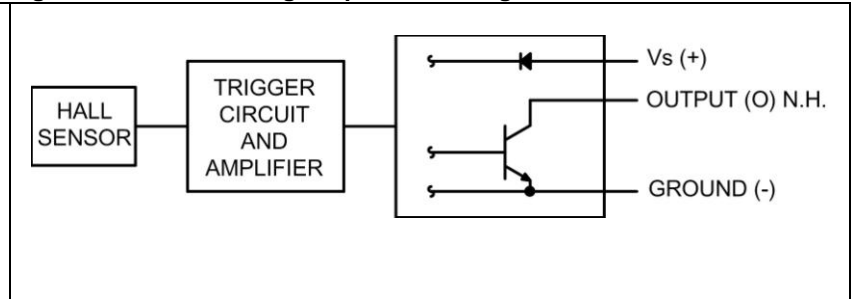 HALL
SENSOR
TRIGGER
CIRCUIT
AND
AMPLIFIER
Vs (+)
OUTPUT (O) N.H.
GROUND (-)